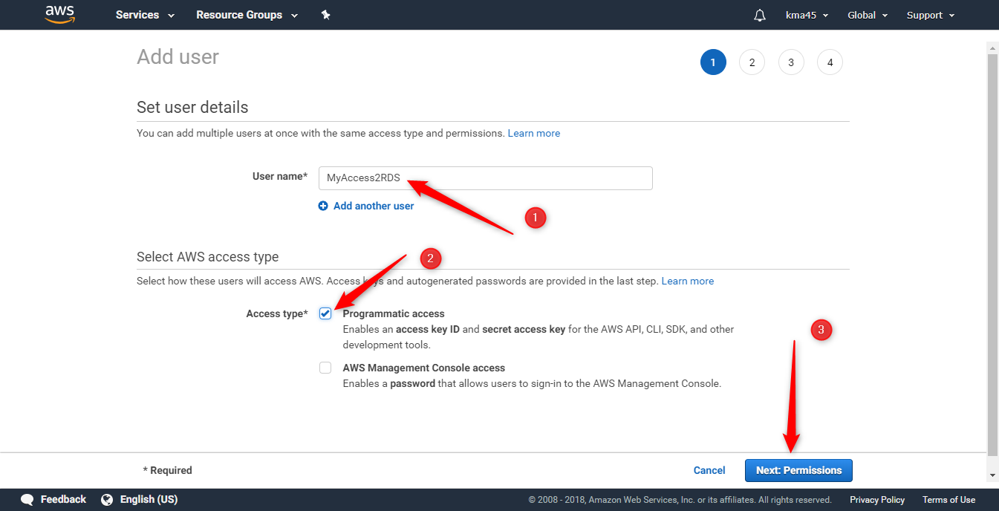 aws Services Resource Groups kma45 Global Support
Add user
1 2 3 4
Set user details
You can add multiple users at once with the same access type and permissions. Learn more
User name* MyAccess2RDS
Add another user
1
Select AWS access type
2
Select how these users will access AWS. Access keys and autogenerated passwords are provided in the last step. Learn more
Access type* Programmatic access
Enables an access key ID and secret access key for the AWS API, CLI, SDK, and other
development tools.
3
AWS Management Console access
Enables a password that allows users to sign-in to the AWS Management Console.
* Required Cancel Next: Permissions
Feedback English (US) © 2008 - 2018, Amazon Web Services, Inc. or its affiliates. All rights reserved. Privacy Policy Terms of Use